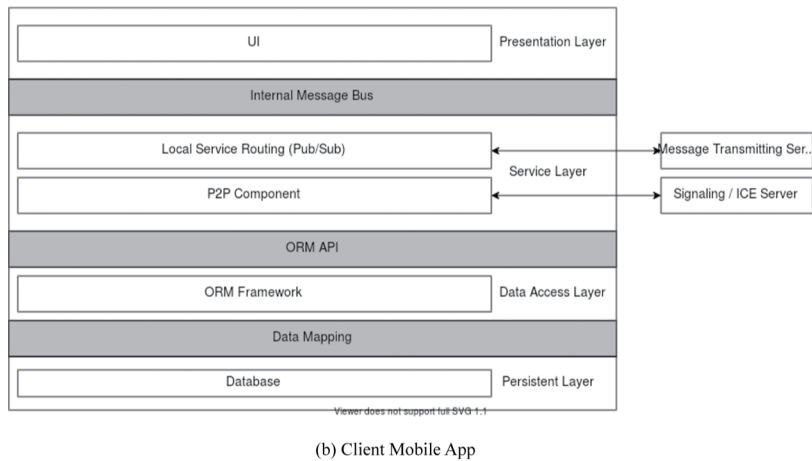 UI
Presentation Layer
Internal Message Bus
Local Service Routing (Pub/Sub)
Message Transmitting Ser...
Service Layer
P2P Component
Signaling / ICE Server
ORM API
ORM Framework
Data Access Layer
Data Mapping
Database
Persistent Layer
Viewer does not support full SVG 1.1
(b) Client Mobile App